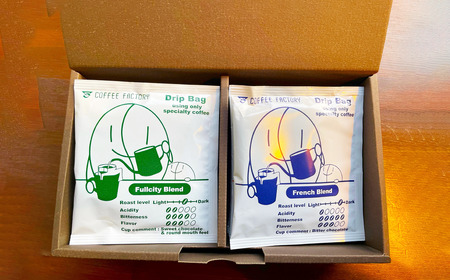 COFFEE FACTORY
Drip Bag
using only
specialty coffee
Fullcity Blend
Roast level Light Dark
Acidity
Bitterness
Flavor
Cup comment : Sweet chocolate
& round mouth feel
COFFEE FACTORY
Drip Bag
using only
specialty coffee
French Blend
Roast level Light Dark
Acidity
Bitterness
Flavor
Cup comment : Bitter chocolate